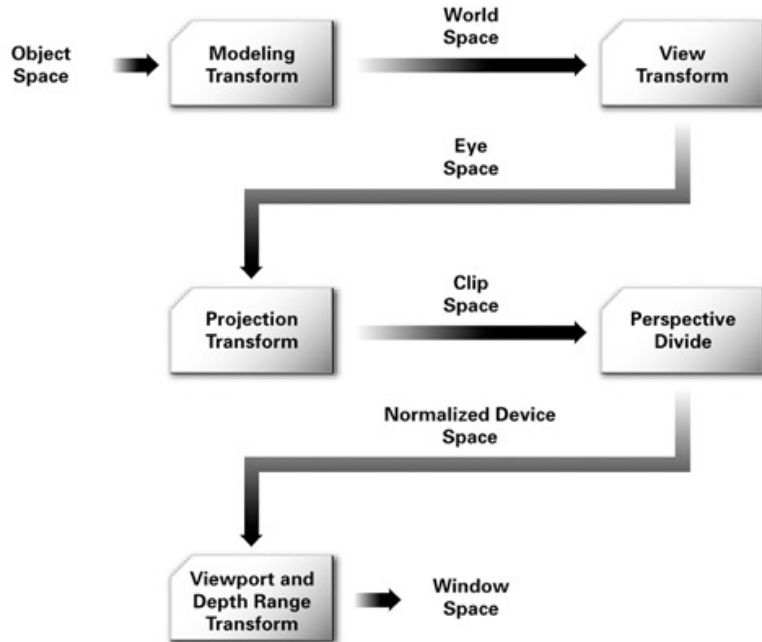 Object
Space
Modeling
Transform
World
Space
View
Transform
Eye
Space
Projection
Transform
Clip
Space
Perspective
Divide
Normalized Device
Space
Viewport and
Depth Range
Transform
Window
Space